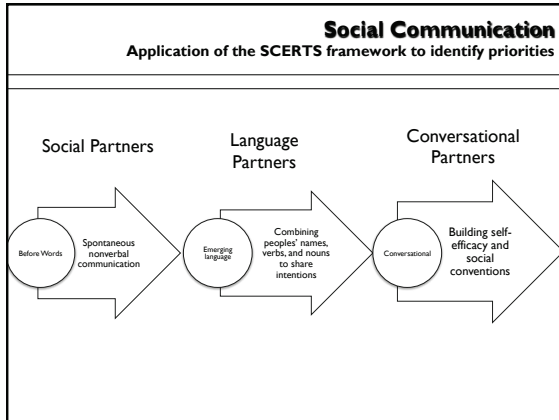 Social Communication
Application of the SCERTS framework to identify priorities
Social Partners
Language
Partners
Conversational
Partners
Before Words
Spontaneous
nonverbal
communication
Emerging
language
Combining
peoples' names,
verbs, and nouns
to share
intentions
Conversational
Building self-
efficacy and
social
conventions